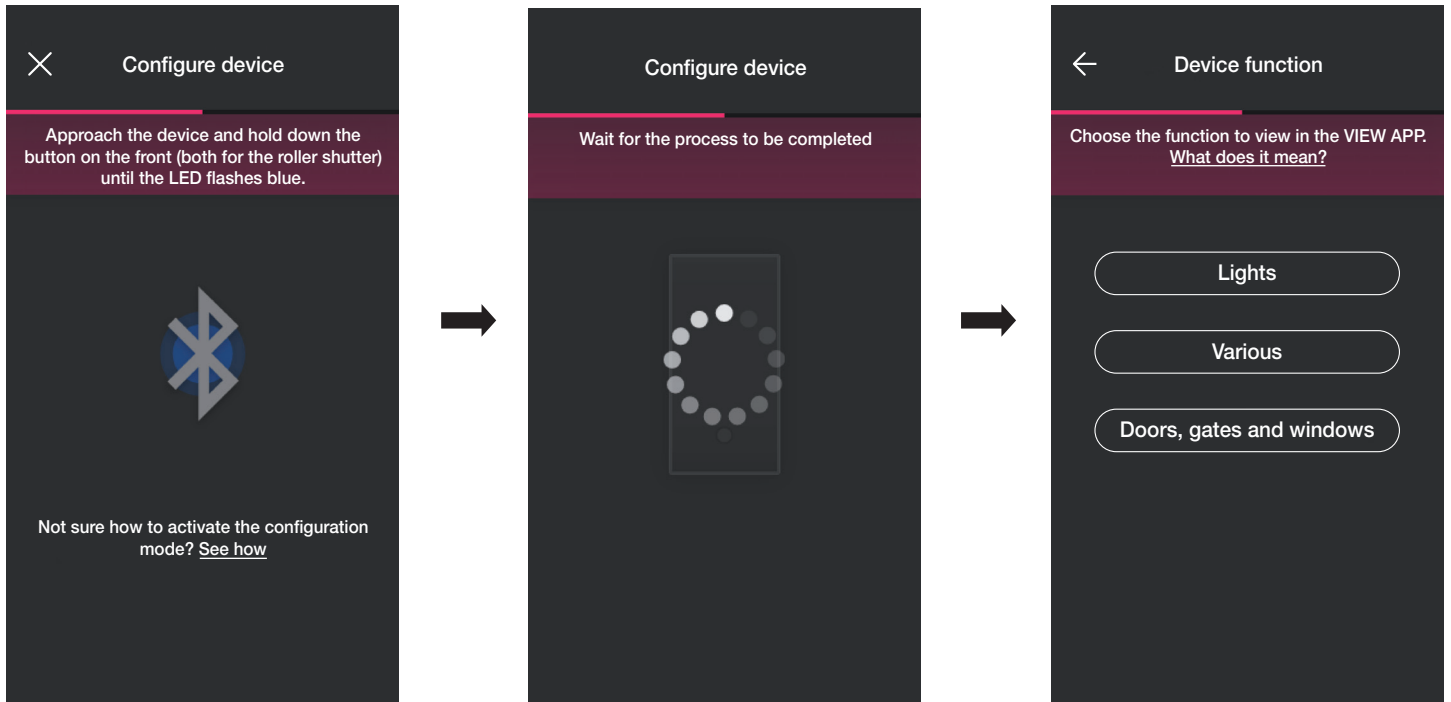 Configure device
Approach the device and hold down the
button on the front (both for the roller shutter)
until the LED flashes blue.
Not sure how to activate the configuration
mode? See how
Configure device
Wait for the process to be completed
Device function
Choose the function to view in the VIEW APP.
What does it mean?
Lights
Various
Doors, gates and windows